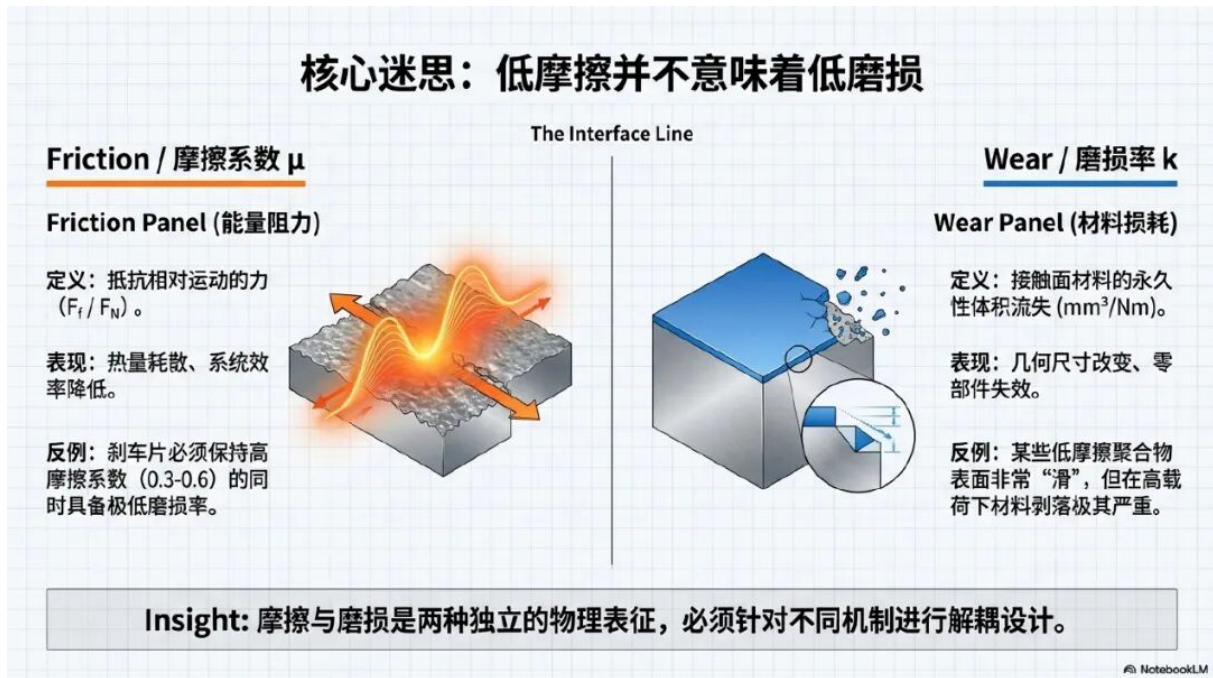 核心迷思：低摩擦并不意味着低磨损
The Interface Line
Friction / 摩擦系数 μ
Friction Panel (能量阻力)
定义：抵抗相对运动的力
（Ff / FN）。
表现：热量耗散、系统效
率降低。
反例：刹车片必须保持高
摩擦系数（0.3-0.6）的同
时具备极低磨损率。
Wear / 磨损率 k
Wear Panel (材料损耗)
定义：接触面材料的永久
性体积流失 (mm³/Nm)。
表现：几何尺寸改变、零
部件失效。
反例：某些低摩擦聚合物
表面非常“滑”，但在高载
荷下材料剥落极其严重。
Insight: 摩擦与磨损是两种独立的物理表征，必须针对不同机制进行解耦设计。
NotebookLM